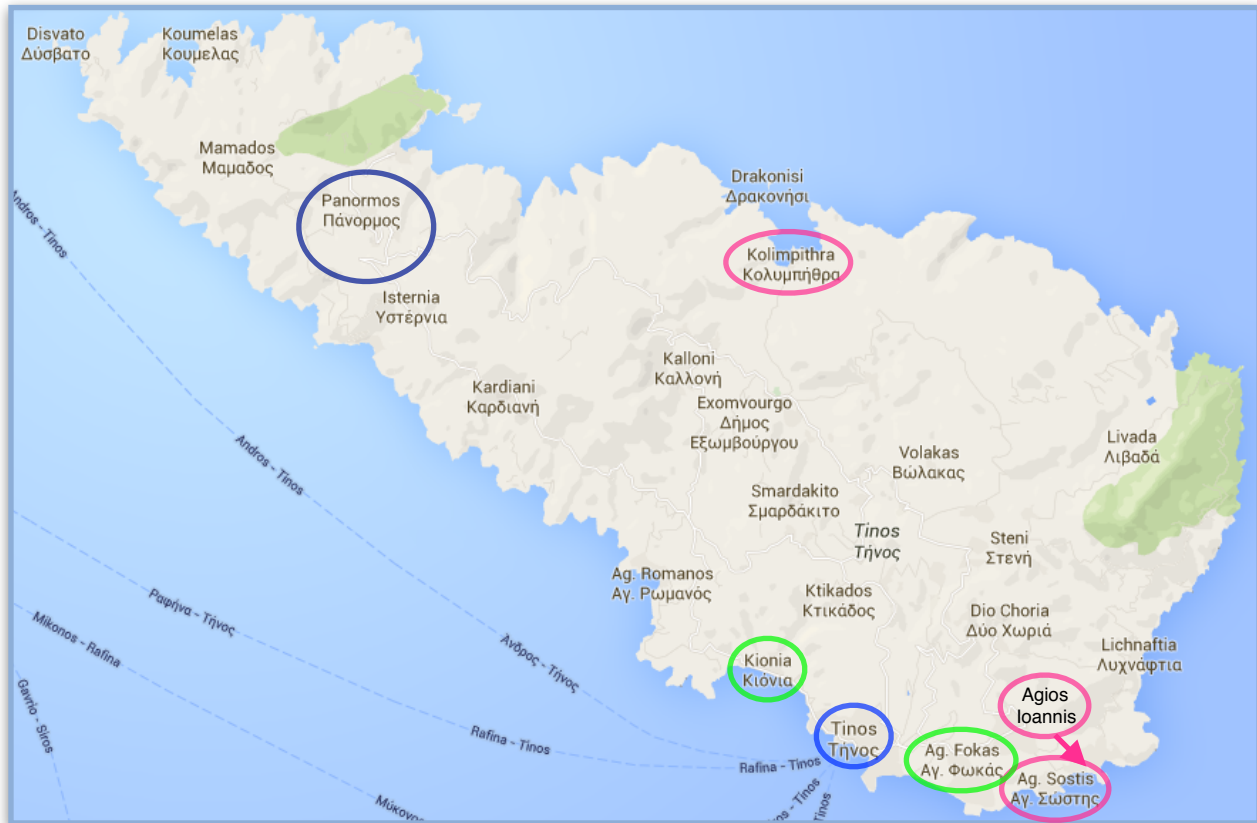 Disvato
Δύσβατο
Koumelas
Κουμελας
Mamados
Μαμαδος
Panormos
Πάνορμος
Drakonisi
Δρακονήσι
Kolimpithra
Κολυμπήθρα
Andros - Tinos
Isternia
Υστέρνια
Kalloni
Καλλονή
Kardiani
Καρδιανή
Exomvourgo
Δήμος
Εξωμβούργου
Livada
Λιβαδά
Volakas
Βώλακας
Andros - Tinos
Smardakito
Σμαρδάκιτο
Tinos
Τήνος
Steni
Στενή
Ag. Romanos
Αγ. Ρωμανός
Ktikados
Κτικάδος
Dio Choria
Δύο Χωριά
Ραφήνα - Τήνος
Mikonos - Rafina
Άνδρος - Τήνος
Lichnaftia
Λυχνάφτια
Kionia
Κιόνια
Gavrio - Siros
Agios
Ioannis
Tinos
Τήνος
Rafina - Tinos
Rafina - Tinos
Ag. Fokas
Αγ. Φωκάς
Ag. Sostis
Αγ. Σώστης